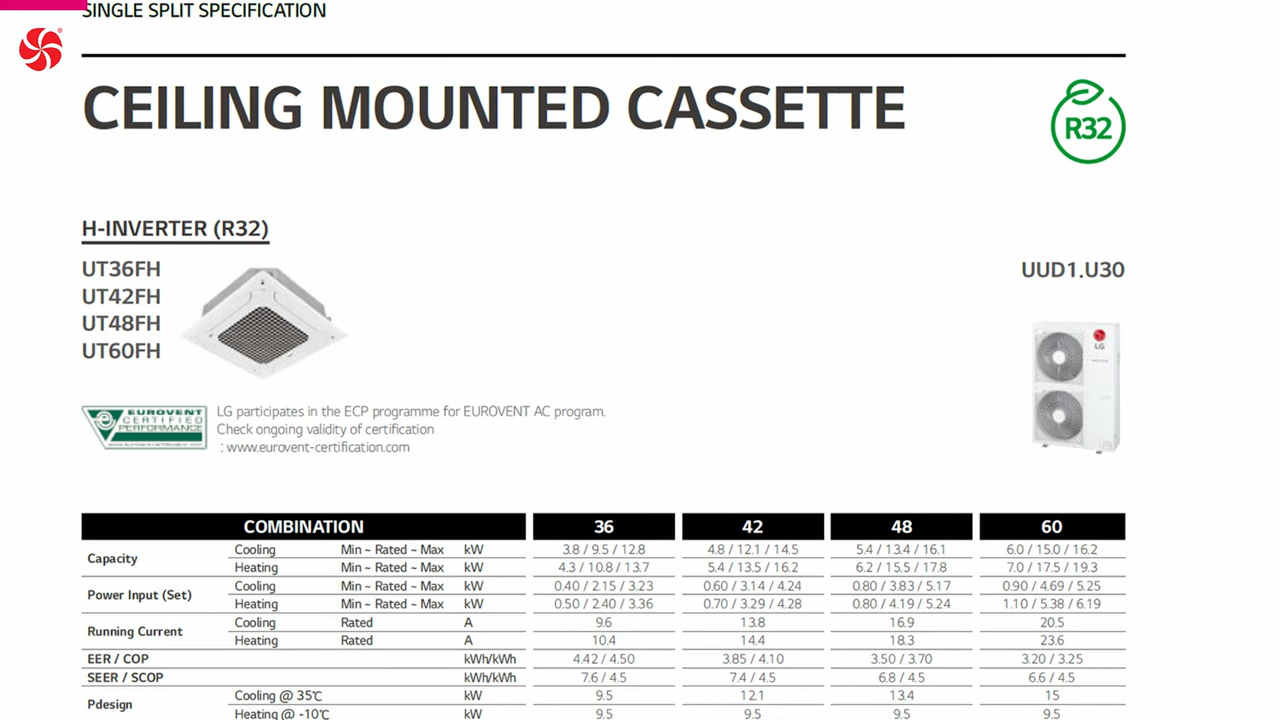 SINGLE SPLIT SPECIFICATION
CEILING MOUNTED CASSETTE
R32
H-INVERTER (R32)
UT36FH
UT42FH
UT48FH
UT60FH
UUD1.U30
LG
EUROVENT
CERTIFIED
PERFORMANCE
www.eurovent-certification.com
LG participates in the ECP programme for EUROVENT AC program.
Check ongoing validity of certification
: www.eurovent-certification.com
COMBINATION 36 42 48 60
Capacity Cooling Min ~ Rated ~ Max kW 3.8 / 9.5 / 12.8 4.8 / 12.1 / 14.5 5.4 / 13.4 / 16.1 6.0 / 15.0 / 16.2
Heating Min ~ Rated ~ Max kW 4.3 / 10.8 / 13.7 5.4 / 13.5 / 16.2 6.2 / 15.5 / 17.8 7.0 / 17.5 / 19.3
Power Input (Set) Cooling Min ~ Rated ~ Max kW 0.40 / 2.15 / 3.23 0.60 / 3.14 / 4.24 0.80 / 3.83 / 5.17 0.90 / 4.69 / 5.25
Heating Min ~ Rated ~ Max kW 0.50 / 2.40 / 3.36 0.70 / 3.29 / 4.28 0.80 / 4.19 / 5.24 1.10 / 5.38 / 6.19
Running Current Cooling Rated A 9.6 13.8 16.9 20.5
Heating Rated A 10.4 14.4 18.3 23.6
EER / COP kWh/kWh 4.42 / 4.50 3.85 / 4.10 3.50 / 3.70 3.20 / 3.25
SEER / SCOP kWh/kWh 7.6 / 4.5 7.4 / 4.5 6.8 / 4.5 6.6 / 4.5
Pdesign Cooling @ 35℃ kW 9.5 12.1 13.4 15
Heating @ -10℃ kW 9.5 9.5 9.5 9.5